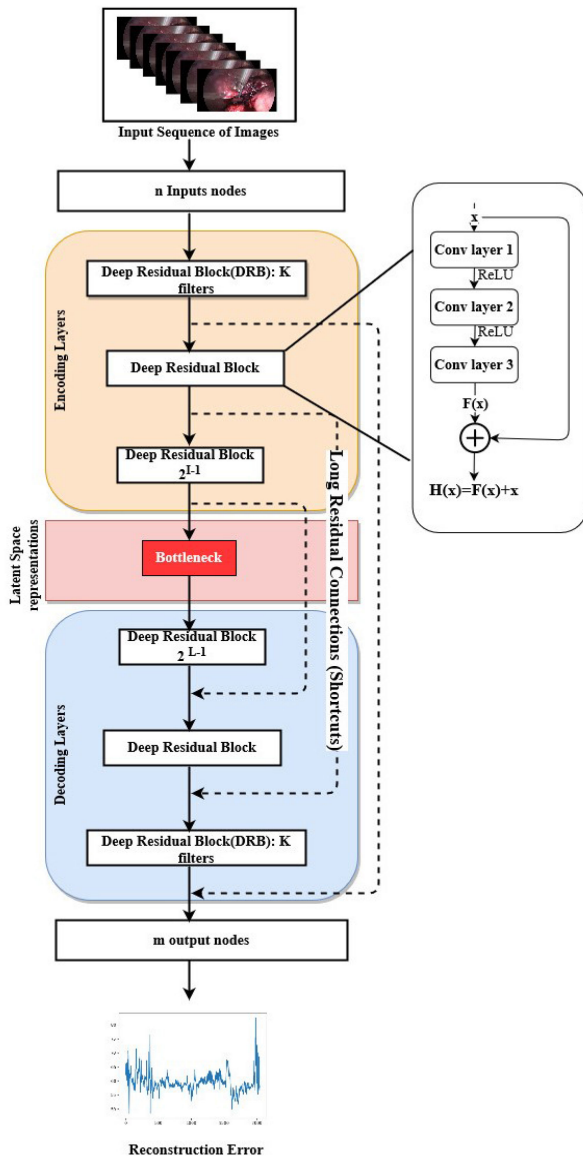 Input Sequence of Images
n Inputs nodes
Encoding Layers
Deep Residual Block(DRB): K
filters
Deep Residual Block
Deep Residual Block
2^I-1
x
Conv layer 1
ReLU
Conv layer 2
ReLU
Conv layer 3
F(x)
+
H(x)=F(x)+x
Long Residual Connections (Shortcuts)
Latent Space
representations
Bottleneck
Decoding Layers
Deep Residual Block
2 ^L-1
Deep Residual Block
Deep Residual Block(DRB): K
filters
m output nodes
Reconstruction Error